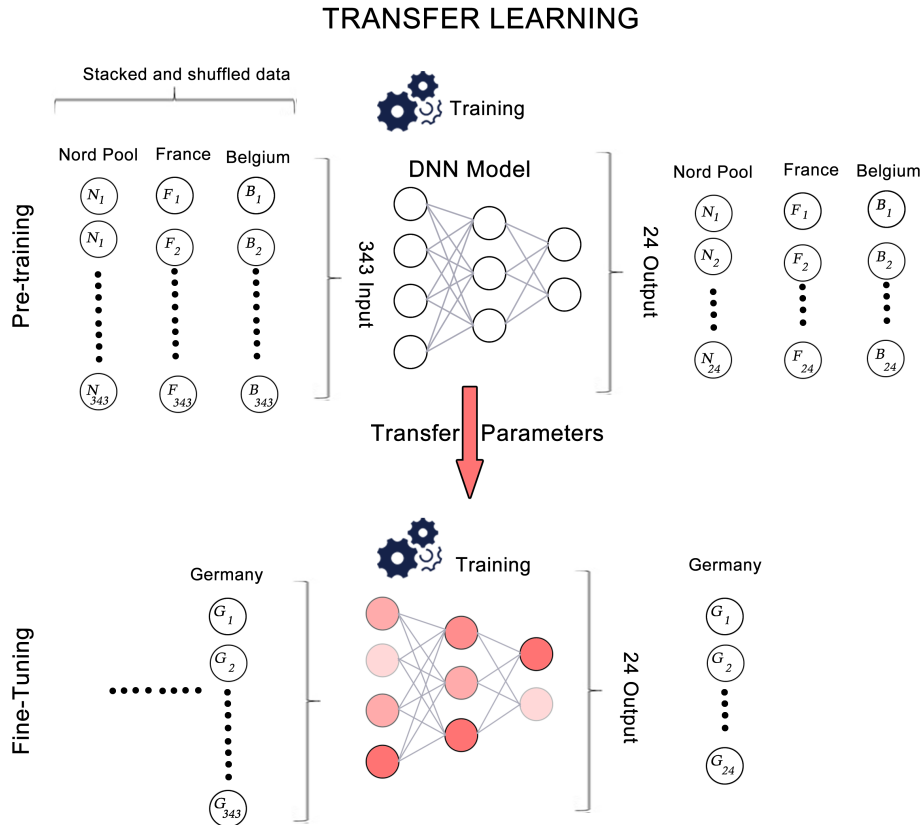 TRANSFER LEARNING
Stacked and shuffled data
Training
Nord Pool France Belgium
DNN Model
Nord Pool France Belgium
Pre-training
N1 F1 B1
N1 F2 B2
N343 F343 B343
343 Input
24 Output
N1 F1 B1
N2 F2 B2
N24 F24 B24
Transfer Parameters
Training
Germany
Germany
Fine-Tuning
G1
G2
G343
24 Output
G1
G2
G24